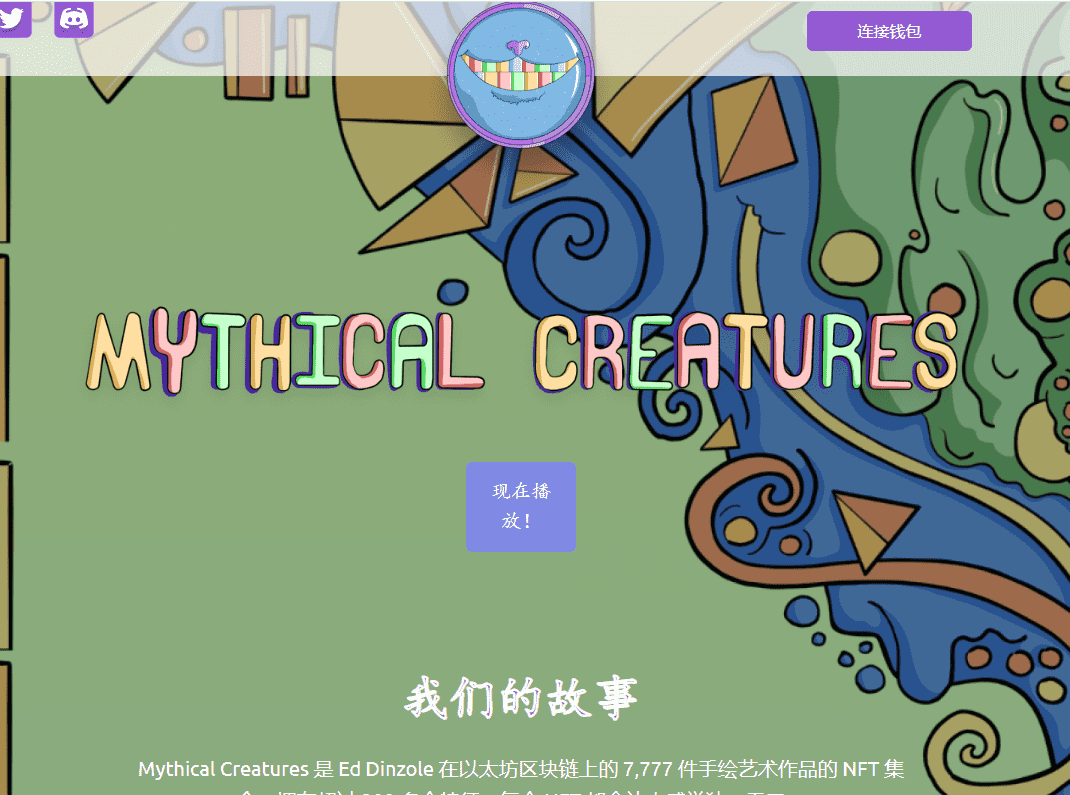 连接钱包
MYTHICAL CREATURES
现在播
放!
我们的故事
Mythical Creatures 是 Ed Dinzole 在以太坊区块链上的 7,777 件手绘艺术作品的 NFT 集